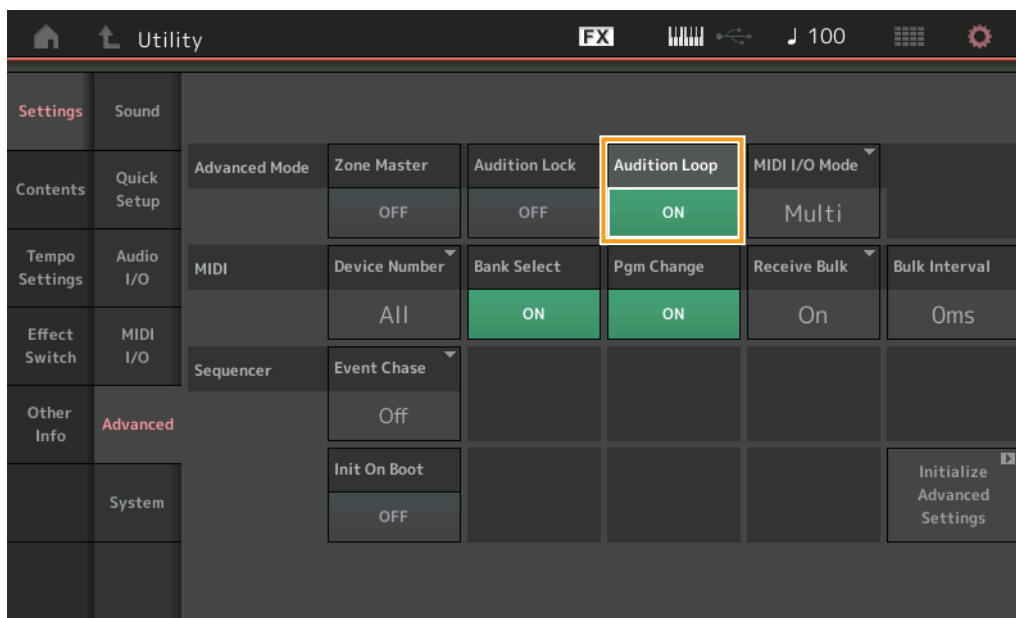 Utility
FX
100
Settings
Sound
Contents
Quick
Setup
Tempo
Settings
Audio
I/O
Effect
Switch
MIDI
I/O
Other
Info
Advanced
System
Advanced Mode
Zone Master
OFF
Audition Lock
OFF
Audition Loop
ON
MIDI I/O Mode
Multi
MIDI
Device Number
All
Bank Select
ON
Pgm Change
ON
Receive Bulk
On
Bulk Interval
0ms
Sequencer
Event Chase
Off
Init On Boot
OFF
Initialize
Advanced
Settings